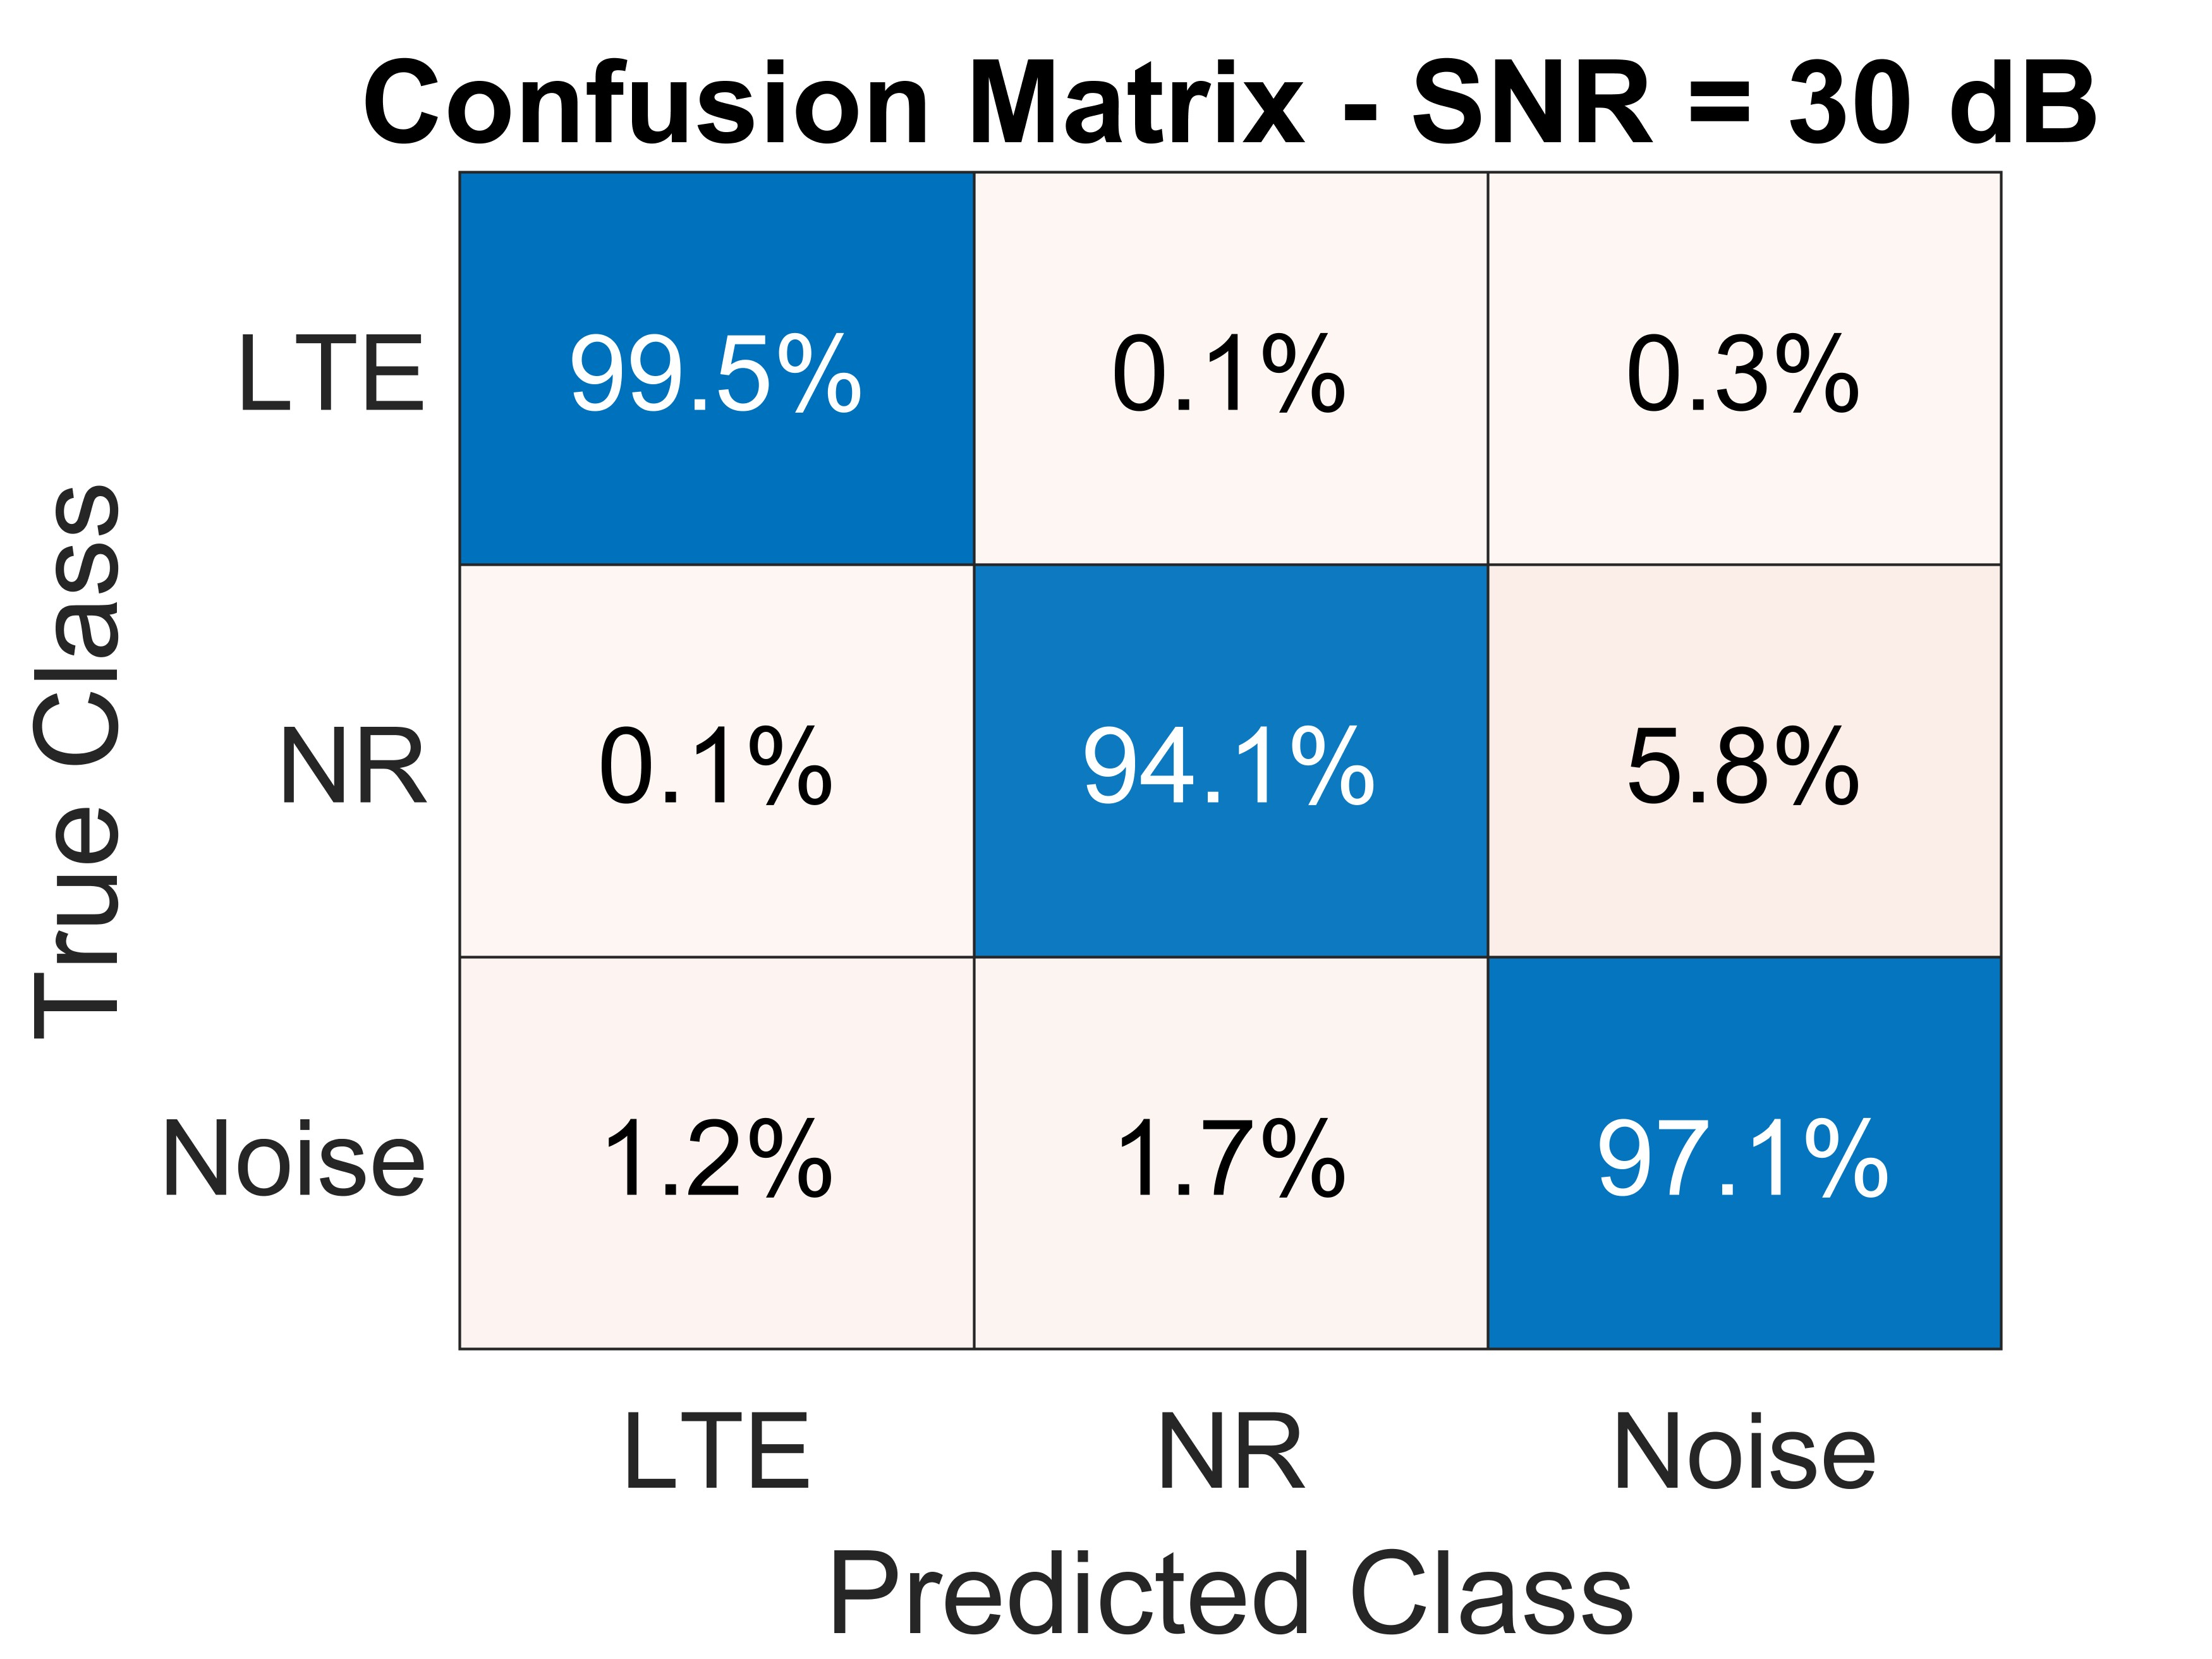 Confusion Matrix - SNR = 30 dB
True Class
LTE 99.5% 0.1% 0.3%
NR 0.1% 94.1% 5.8%
Noise 1.2% 1.7% 97.1%
LTE NR Noise
Predicted Class